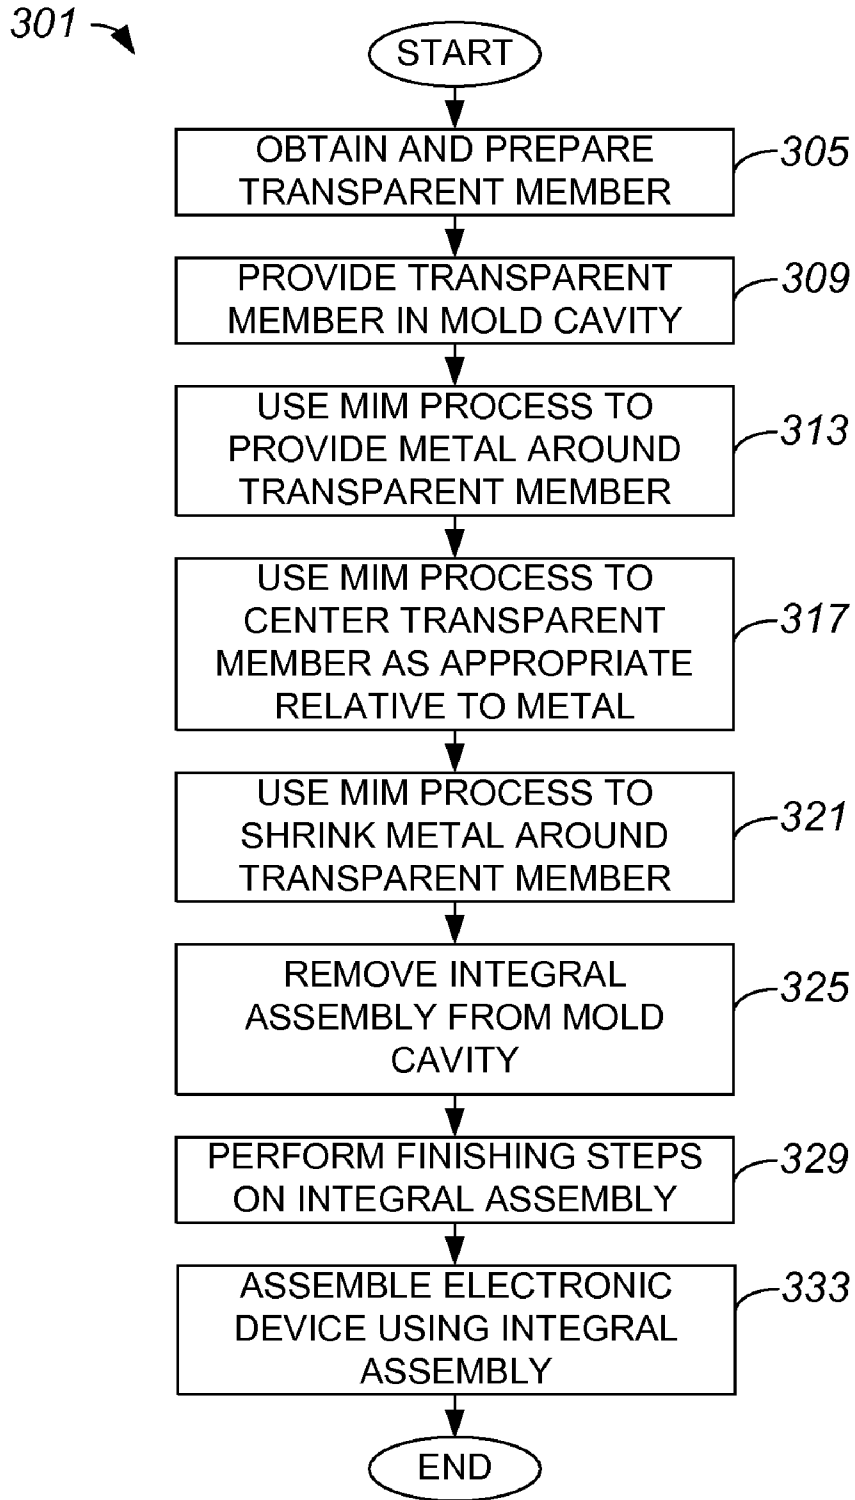 301
START
OBTAIN AND PREPARE
TRANSPARENT MEMBER
305
PROVIDE TRANSPARENT
MEMBER IN MOLD CAVITY
309
USE MIM PROCESS TO
PROVIDE METAL AROUND
TRANSPARENT MEMBER
313
USE MIM PROCESS TO
CENTER TRANSPARENT
MEMBER AS APPROPRIATE
RELATIVE TO METAL
317
USE MIM PROCESS TO
SHRINK METAL AROUND
TRANSPARENT MEMBER
321
REMOVE INTEGRAL
ASSEMBLY FROM MOLD
CAVITY
325
PERFORM FINISHING STEPS
ON INTEGRAL ASSEMBLY
329
ASSEMBLE ELECTRONIC
DEVICE USING INTEGRAL
ASSEMBLY
333
END